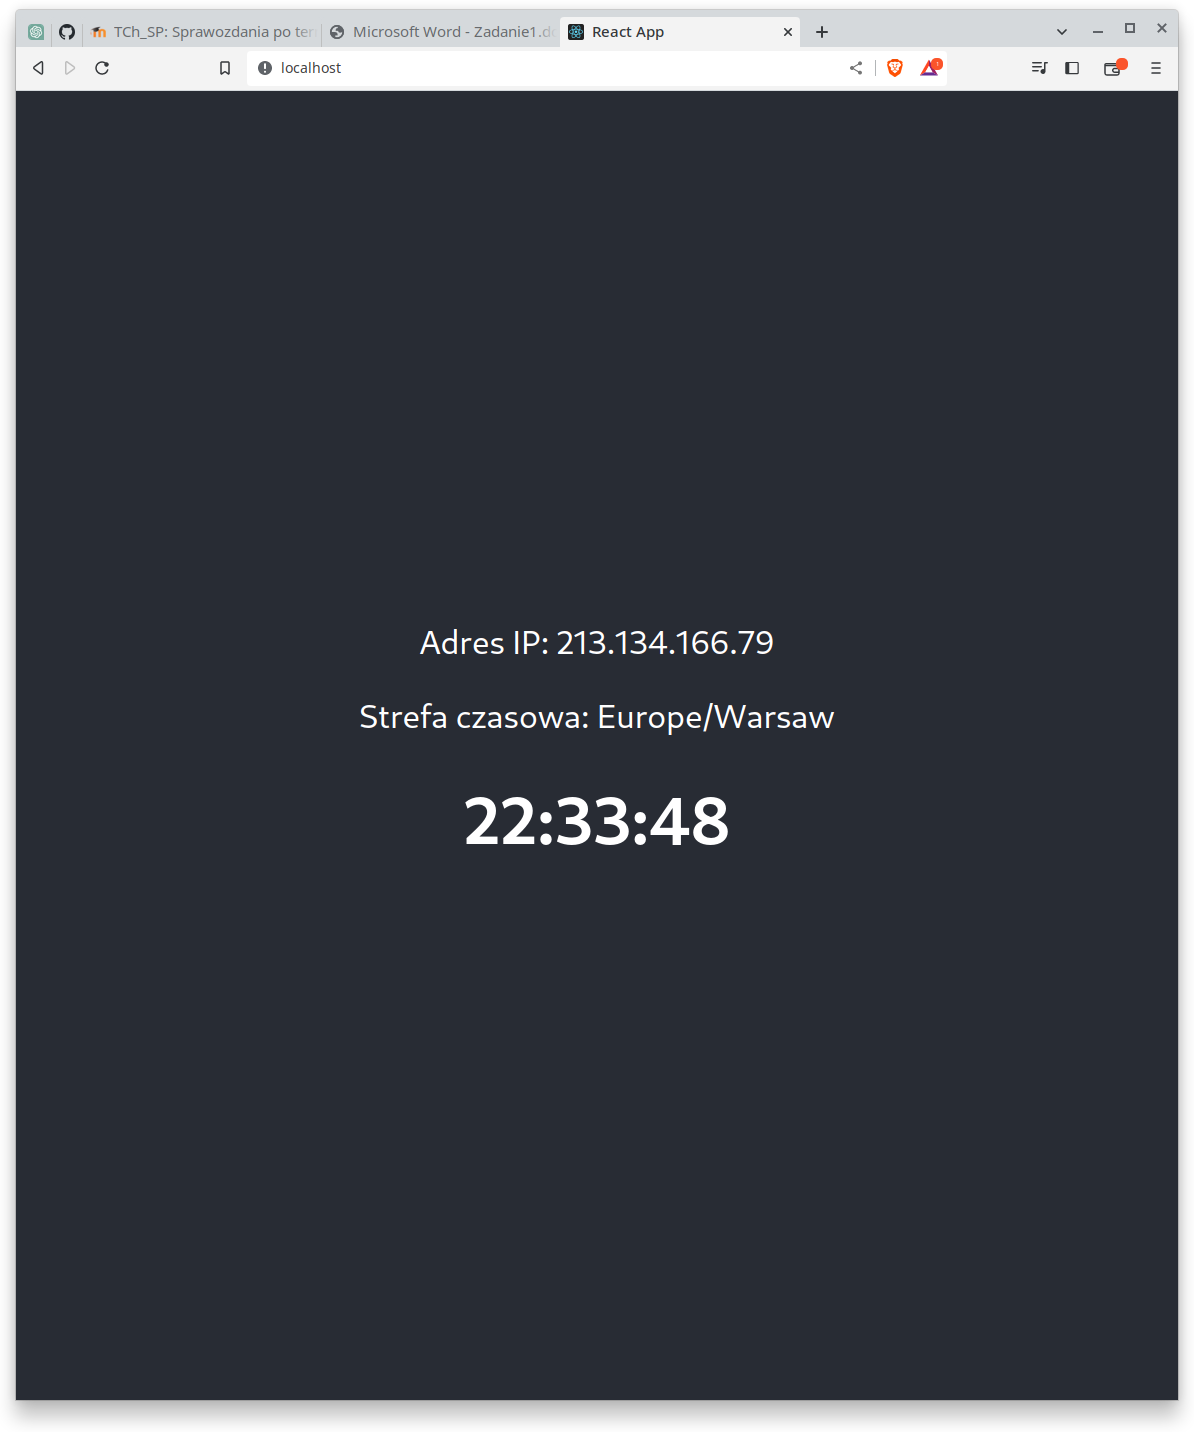 TCh_SP: Sprawozdania po
Microsoft Word - Zadanie1.do
React App
localhost
Adres IP: 213.134.166.79
Strefa czasowa: Europe/Warsaw
22:33:48